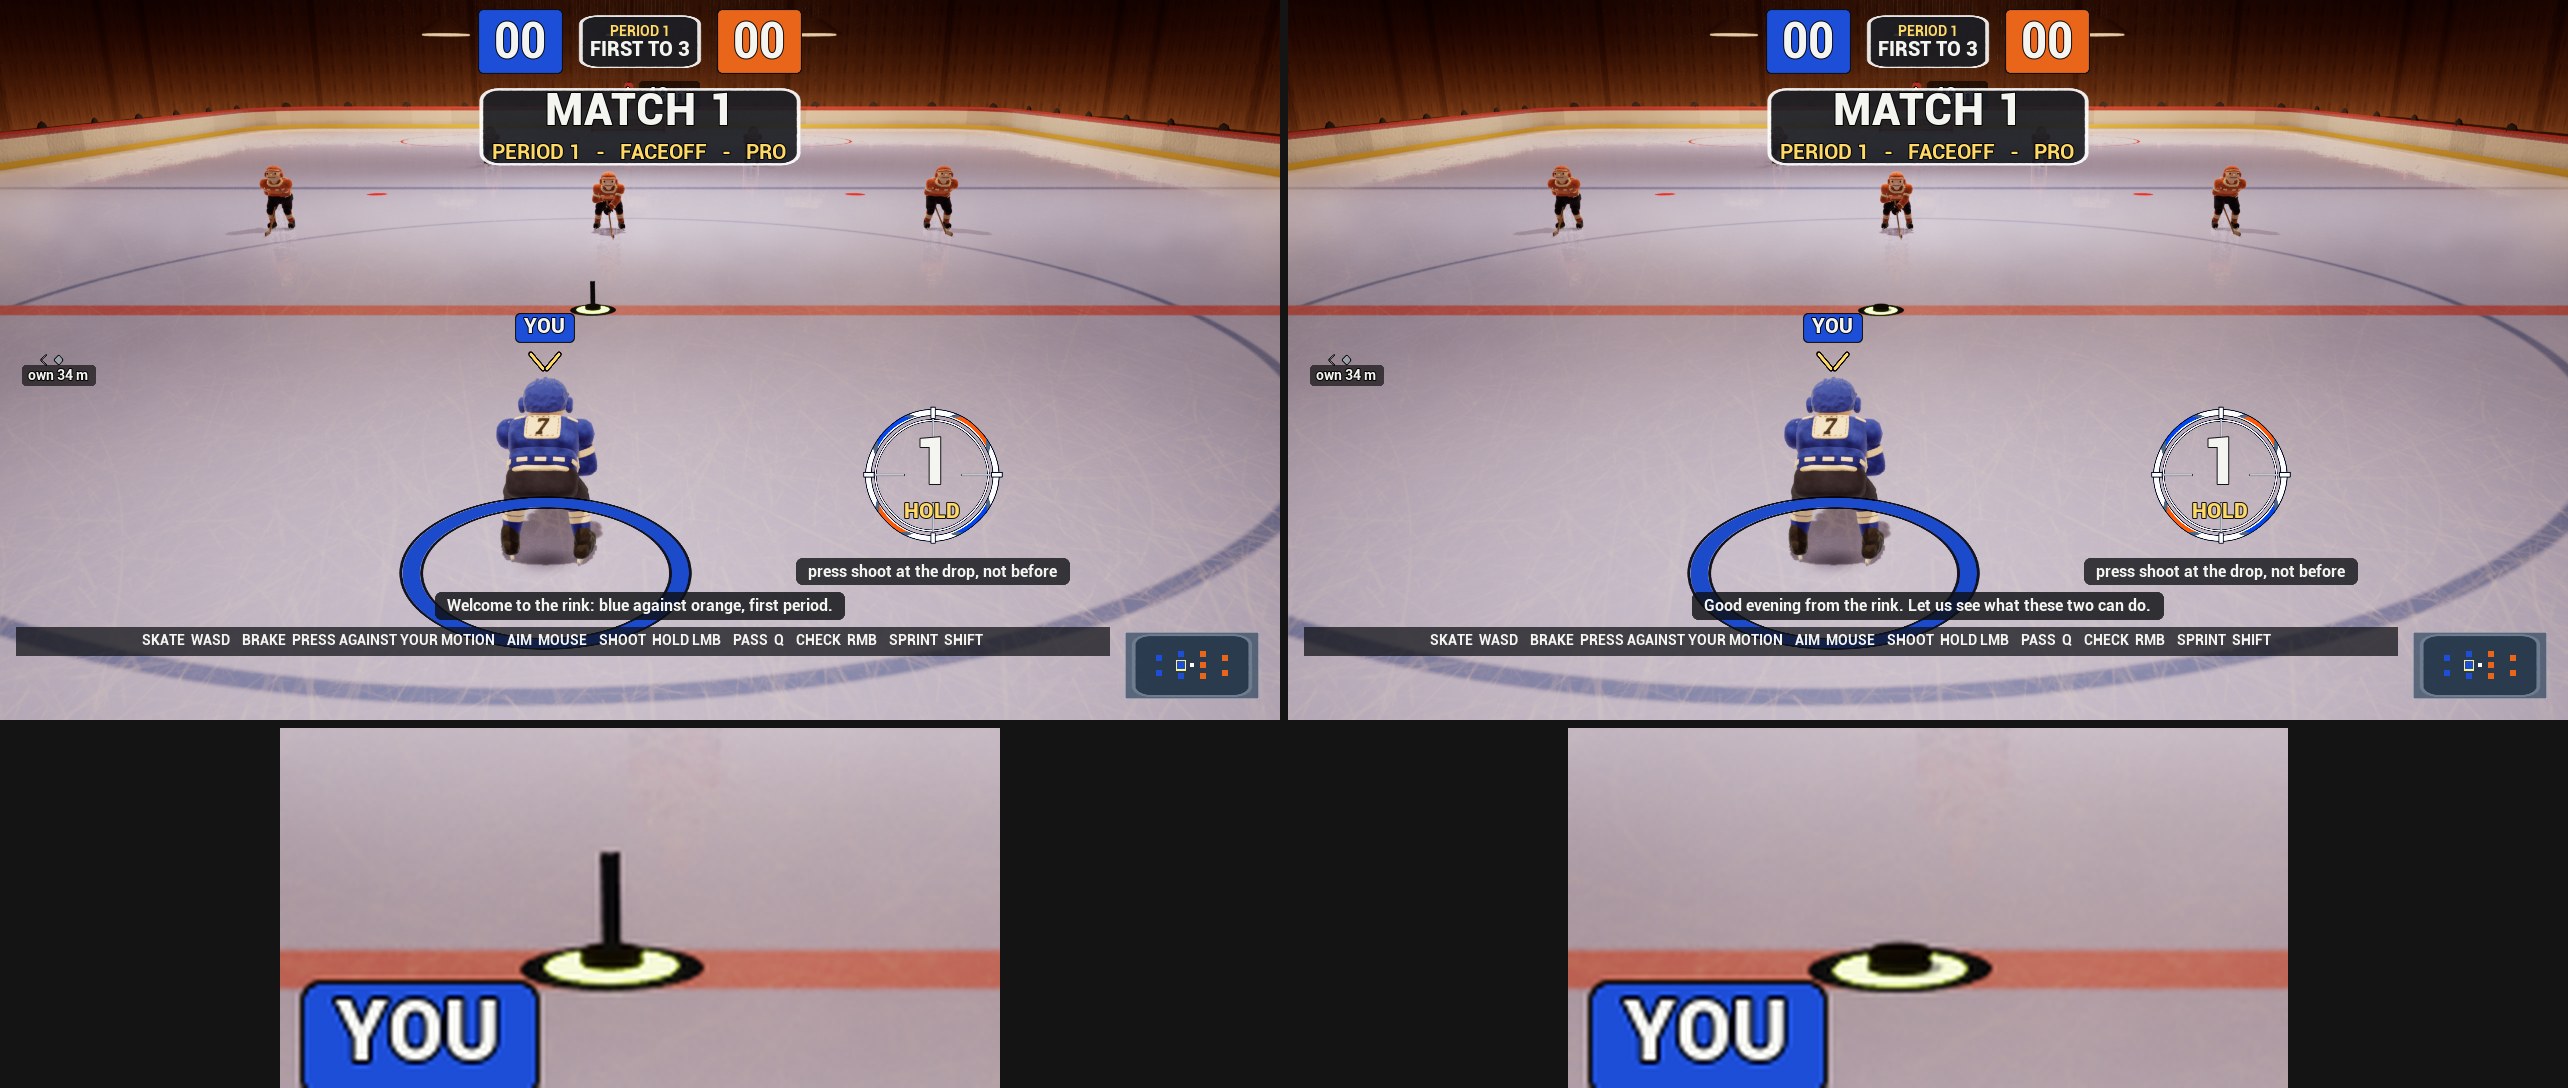 00 PERIOD 1 FIRST TO 3 00
MATCH 1
PERIOD 1 - FACEOFF - PRO
YOU
own 34 m
7
1
HOLD
press shoot at the drop, not before
Welcome to the rink: blue against orange, first period.
SKATE WASD BRAKE PRESS AGAINST YOUR MOTION AIM MOUSE SHOOT HOLD LMB PASS Q CHECK RMB SPRINT SHIFT
00 PERIOD 1 FIRST TO 3 00
MATCH 1
PERIOD 1 - FACEOFF - PRO
YOU
own 34 m
7
1
HOLD
press shoot at the drop, not before
Good evening from the rink. Let us see what these two can do.
SKATE WASD BRAKE PRESS AGAINST YOUR MOTION AIM MOUSE SHOOT HOLD LMB PASS Q CHECK RMB SPRINT SHIFT
YOU
YOU